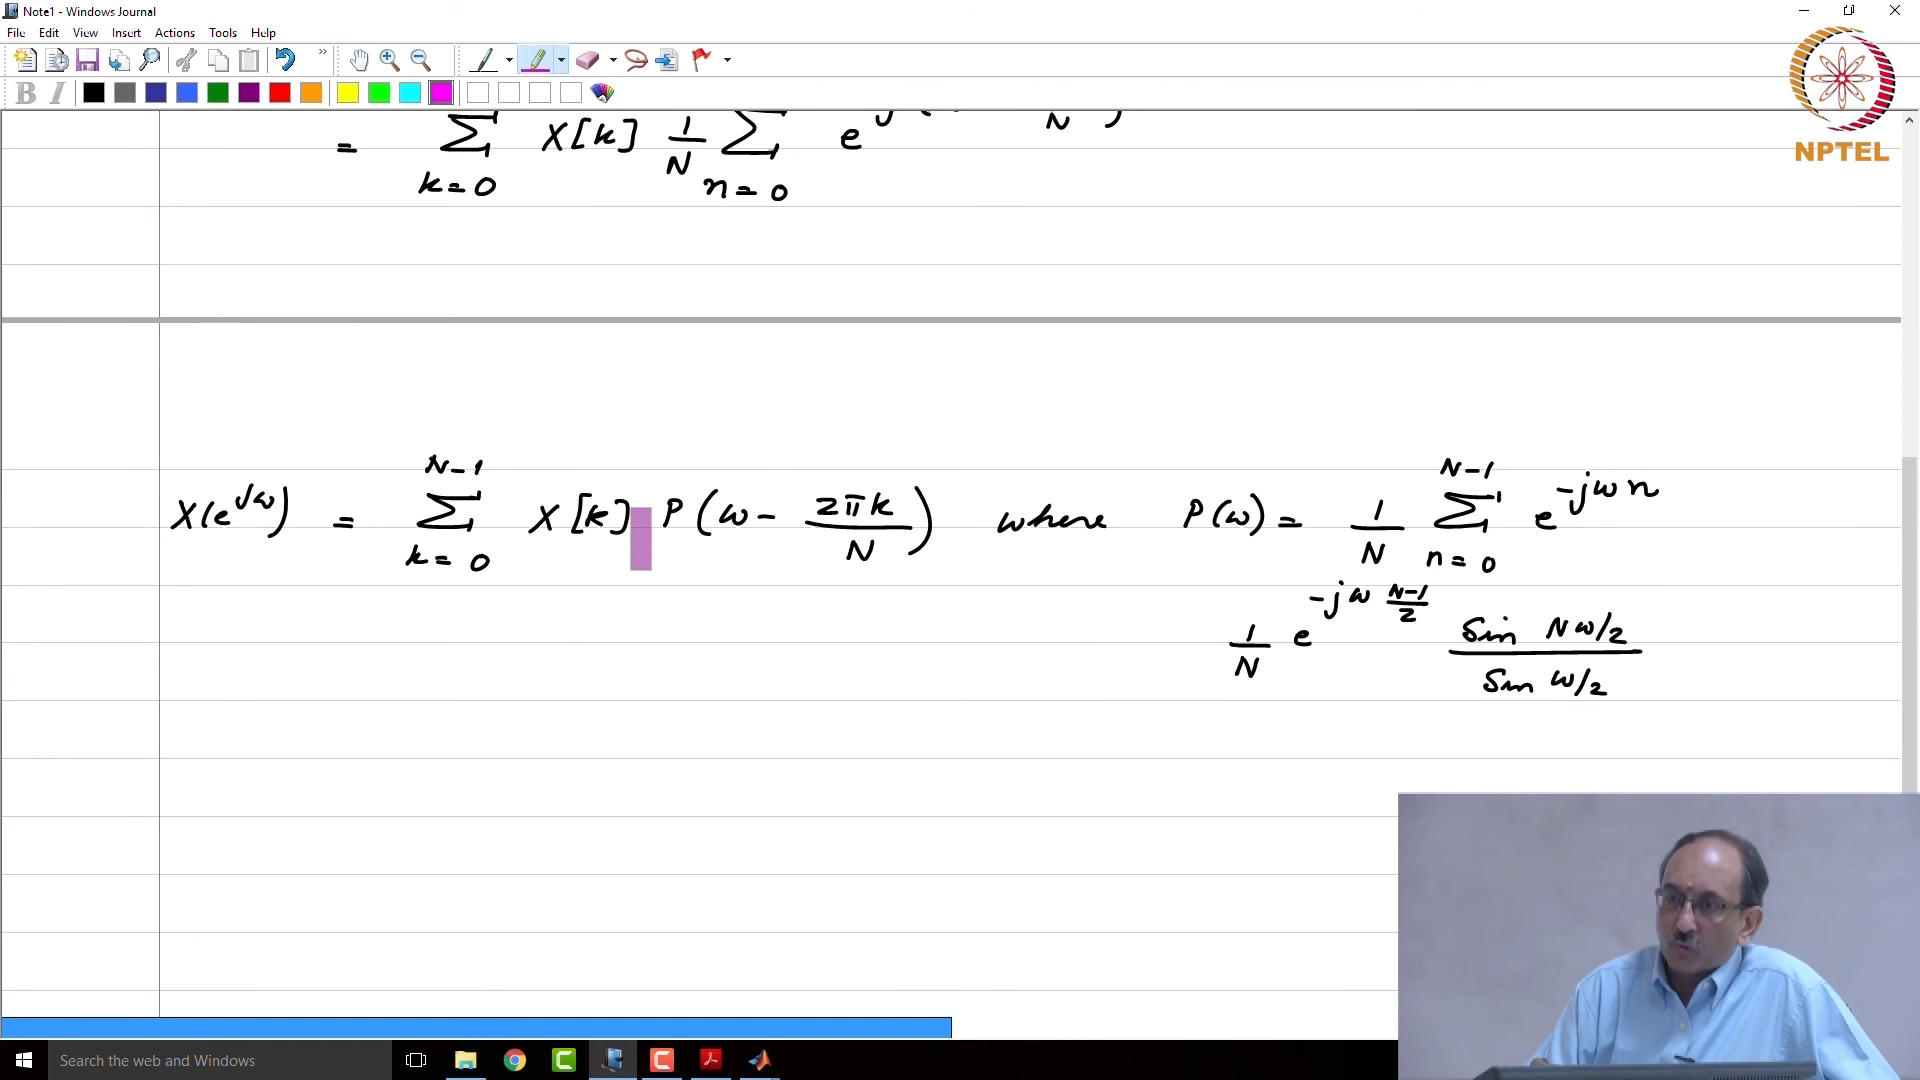 Note1 - Windows Journal
File Edit View Insert Actions Tools Help
B I
NPTEL
= Σ X[k] 1/N Σ e^j
k=0 n=0 N
N-1 N-1
X(e^jω) = Σ X[k] P(ω - 2πk/N) where P(ω) = 1/N Σ e^-jωn
k=0 n=0
1/N e^-jω (N-1)/2 Sin Nω/2 / Sin ω/2
Search the web and Windows